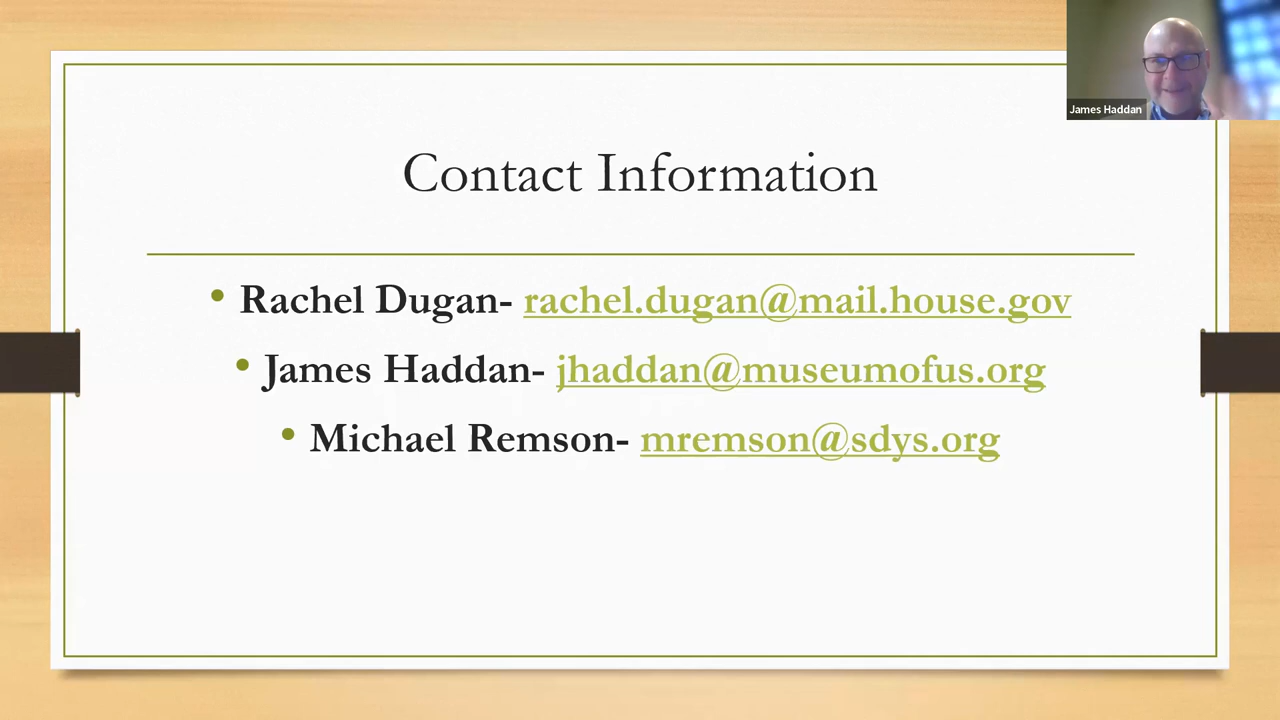 James Haddan
Contact Information
• Rachel Dugan- rachel.dugan@mail.house.gov
• James Haddan- jhaddan@museumofus.org
• Michael Remson- mremson@sdys.org